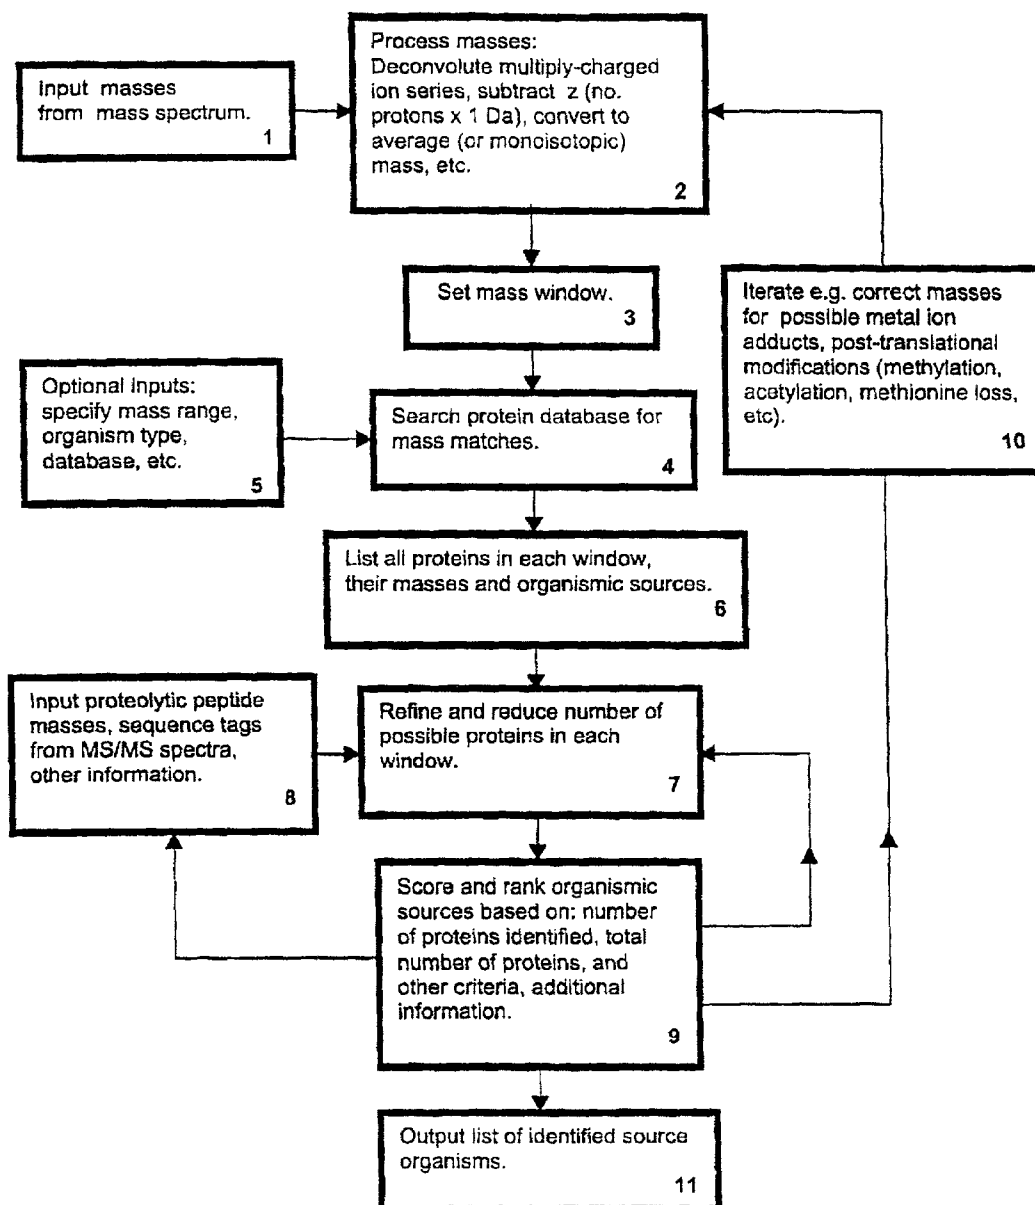 Input masses
from mass spectrum.
1
Process masses:
Deconvolute multiply-charged
ion series, subtract z (no.
protons x 1 Da), convert to
average (or monoisotopic)
mass, etc.
2
Set mass window.
3
Search protein database for
mass matches.
4
Optional inputs:
specify mass range,
organism type,
database, etc.
5
List all proteins in each window,
their masses and organismic sources.
6
Refine and reduce number of
possible proteins in each
window.
7
Input proteolytic peptide
masses, sequence tags
from MS/MS spectra,
other information.
8
Score and rank organismic
sources based on: number
of proteins identified, total
number of proteins, and
other criteria, additional
information.
9
Iterate e.g. correct masses
for possible metal ion
adducts, post-translational
modifications (methylation,
acetylation, methionine loss,
etc).
10
Output list of identified source
organisms.
11